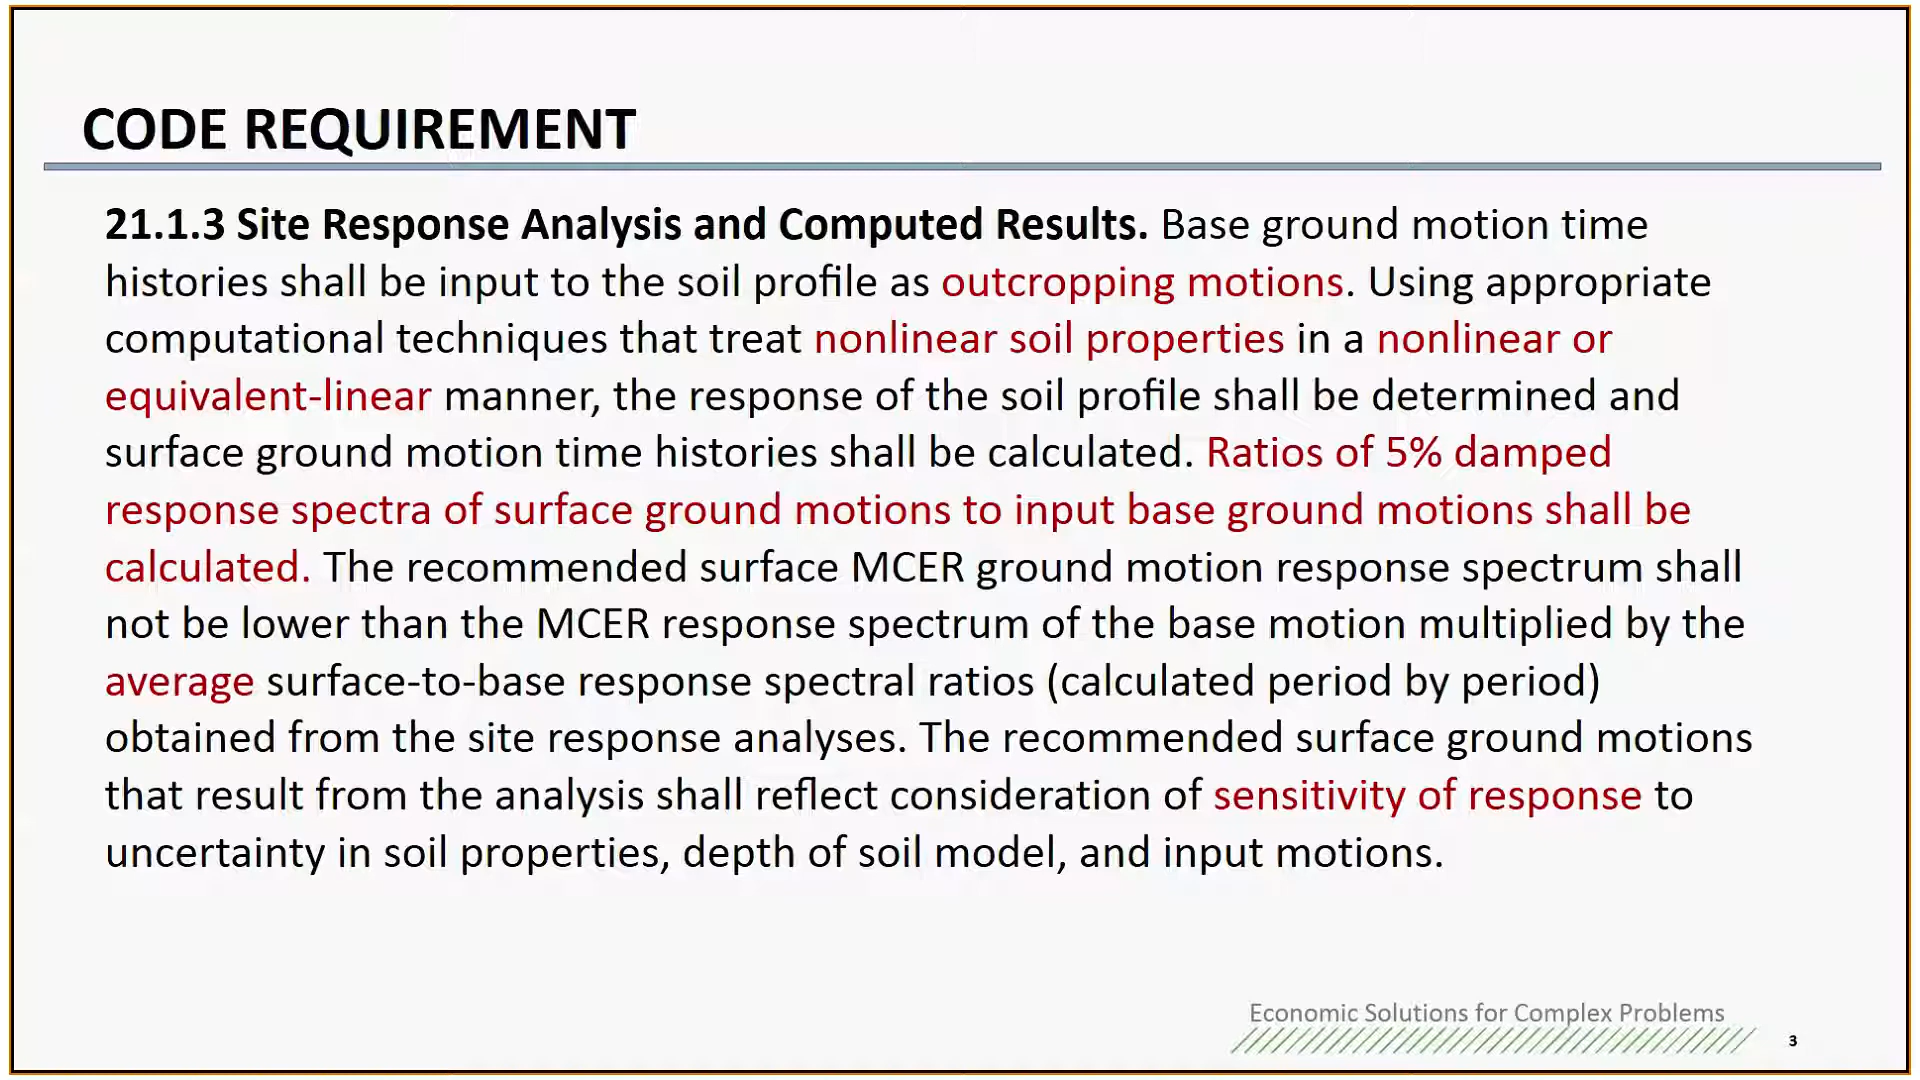 CODE REQUIREMENT
21.1.3 Site Response Analysis and Computed Results. Base ground motion time
histories shall be input to the soil profile as outcropping motions. Using appropriate
computational techniques that treat nonlinear soil properties in a nonlinear or
equivalent-linear manner, the response of the soil profile shall be determined and
surface ground motion time histories shall be calculated. Ratios of 5% damped
response spectra of surface ground motions to input base ground motions shall be
calculated. The recommended surface MCER ground motion response spectrum shall
not be lower than the MCER response spectrum of the base motion multiplied by the
average surface-to-base response spectral ratios (calculated period by period)
obtained from the site response analyses. The recommended surface ground motions
that result from the analysis shall reflect consideration of sensitivity of response to
uncertainty in soil properties, depth of soil model, and input motions.
Economic Solutions for Complex Problems
3